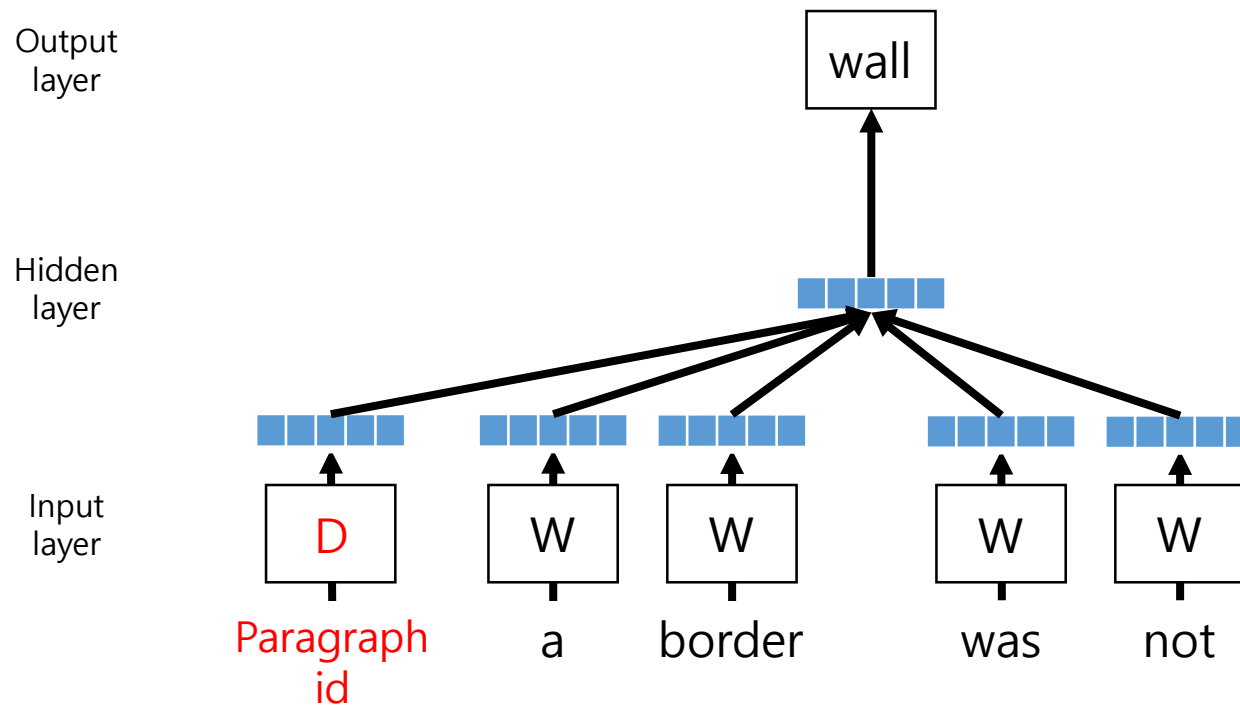 Output
layer
wall
Hidden
layer
Input
layer
D
W
W
W
W
Paragraph
id
a
border
was
not